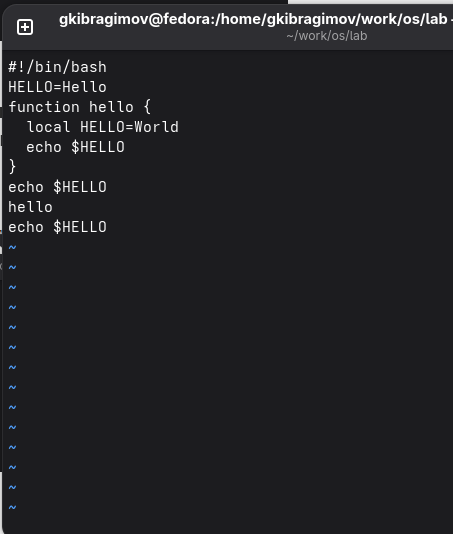 gkibragimov@fedora:/home/gkibragimov/work/os/lab
~/work/os/lab
#!/bin/bash
HELLO=Hello
function hello {
  local HELLO=World
  echo $HELLO
}
echo $HELLO
hello
echo $HELLO
~
~
~
~
~
~
~
~
~
~
~
~
~
~